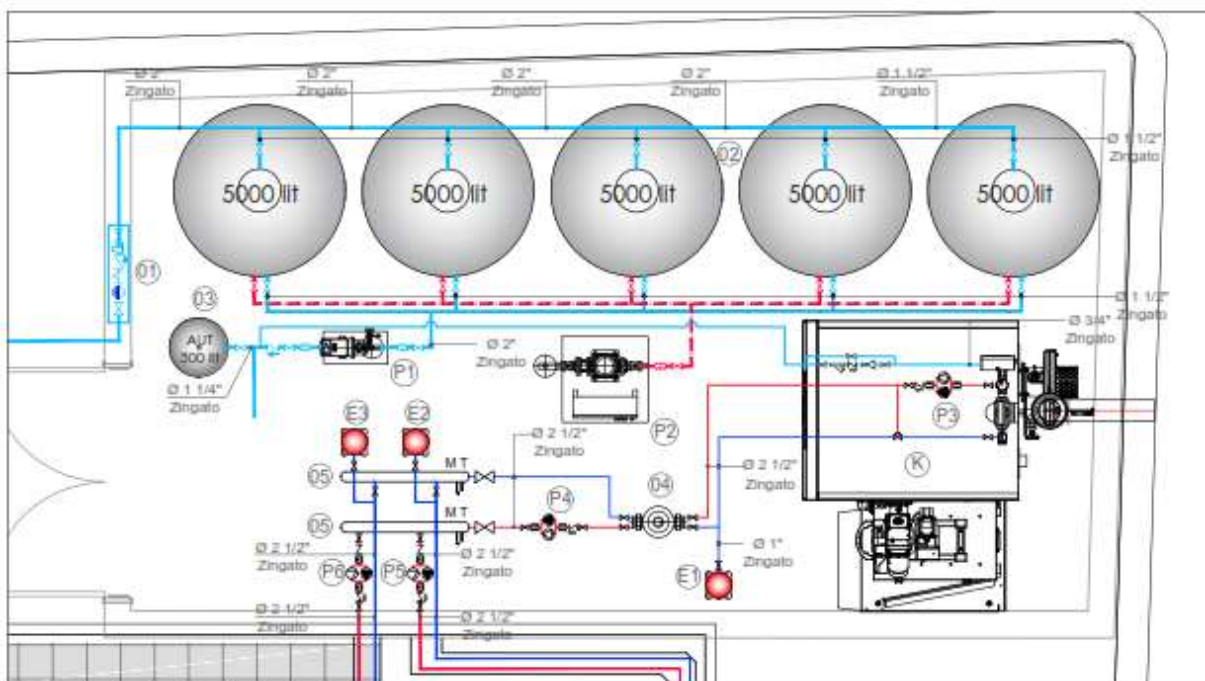 Ø 2"
Zingato
Ø 2"
Zingato
Ø 2"
Zingato
Ø 2"
Zingato
Ø 1 1/2"
Zingato
Ø 1 1/2"
Zingato
02
5000 lit
5000 lit
5000 lit
5000 lit
5000 lit
01
03
AUT
300 lit
Ø 1 1/2"
Zingato
Ø 3/4"
Zingato
Ø 2"
Zingato
P1
Ø 1 1/4"
Zingato
E3
E2
P2
P3
Ø 2 1/2"
Zingato
K
M T
05
Ø 2 1/2"
Zingato
04
P4
M T
05
Ø 2 1/2"
Zingato
Ø 2 1/2"
Zingato
Ø 1"
Zingato
P6
P5
E1
Ø 2 1/2"
Zingato
Ø 2 1/2"
Zingato